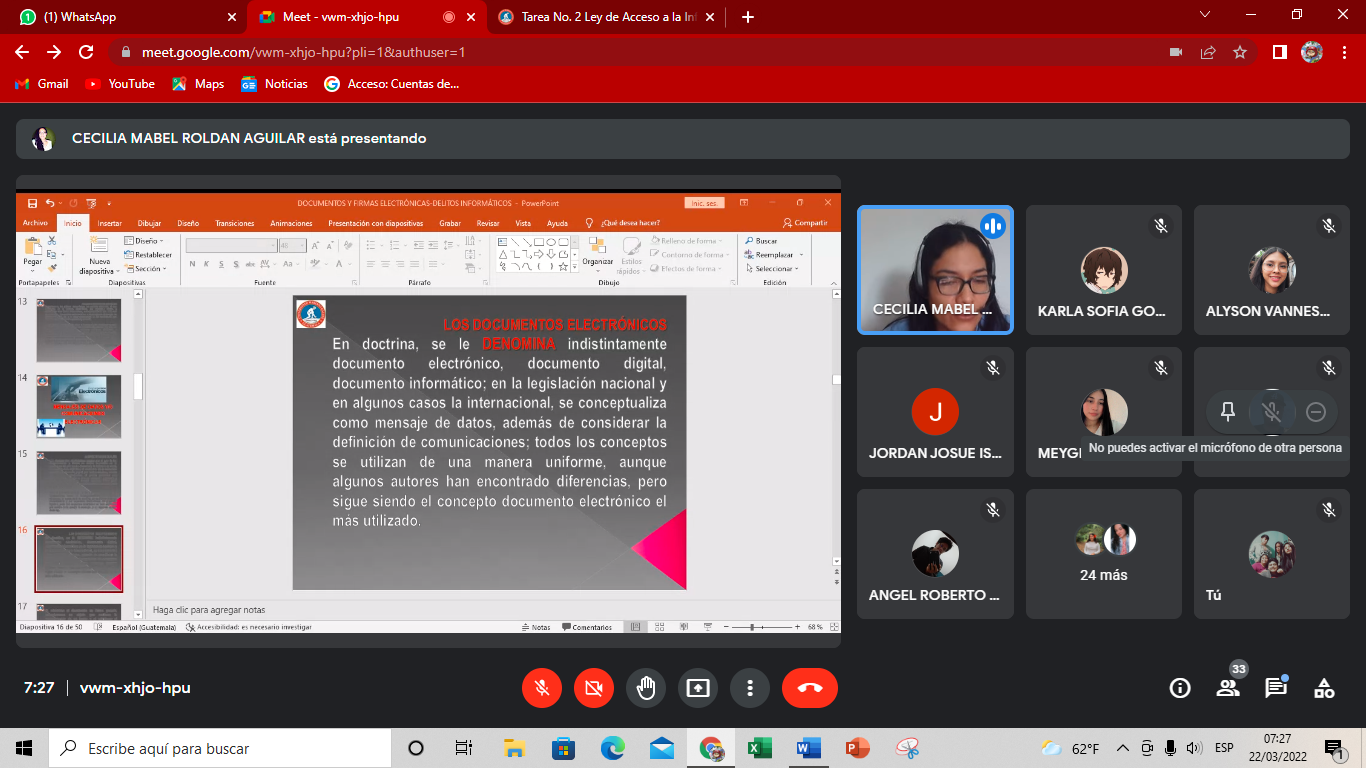 (1) WhatsApp
Meet - vwm-xhjo-hpu
Tarea No. 2 Ley de Acceso a la In
meet.google.com/vwm-xhjo-hpu?pli=1&authuser=1
Gmail YouTube Maps Noticias Acceso: Cuentas de...
CECILIA MABEL ROLDAN AGUILAR está presentando
DOCUMENTOS Y FIRMAS ELECTRÓNICAS-DELITOS INFORMÁTICOS - PowerPoint
Inic. ses.
Archivo Inicio Insertar Dibujar Diseño Transiciones Animaciones Presentación con diapositivas Grabar Revisar Vista Ayuda ¿Qué desea hacer? Compartir
Pegar
Nueva diapositiva
Diseño
Restablecer
Sección
N K S
Organizar
Estilos rápidos
Relleno de forma
Contorno de forma
Efectos de forma
Buscar
Reemplazar
Seleccionar
Portapapeles Diapositivas Fuente Párrafo Dibujo Edición
13
14
15
16
17
LOS DOCUMENTOS ELECTRÓNICOS
En doctrina, se le DENOMINA indistintamente
documento electrónico, documento digital,
documento informático; en la legislación nacional y
en algunos casos la internacional, se conceptualiza
como mensaje de datos, además de considerar la
definición de comunicaciones; todos los conceptos
se utilizan de una manera uniforme, aunque
algunos autores han encontrado diferencias, pero
sigue siendo el concepto documento electrónico el
más utilizado.
Haga clic para agregar notas
Diapositiva 16 de 50 Español (Guatemala) Accesibilidad: es necesario investigar Notas Comentarios 68 %
CECILIA MABEL ...
KARLA SOFIA GO...
ALYSON VANNES...
J
JORDAN JOSUE IS...
MEYG
No puedes activar el micrófono de otra persona
ANGEL ROBERTO ...
24 más
Tú
7:27 | vwm-xhjo-hpu
33
Escribe aquí para buscar
62°F
ESP
07:27
22/03/2022
1